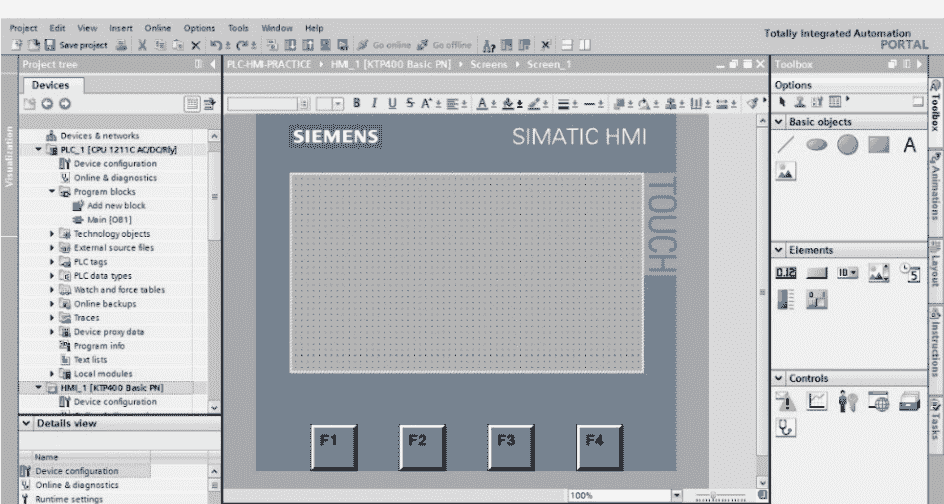 Project Edit View Insert Online Options Tools Window Help
Totally Integrated Automation
PORTAL
Save project
Go online
Go offline
Project tree
PLC-HMI-PRACTICE HMI_1 [KTP400 Basic PN] Screens Screen_1
Toolbox
Devices
Options
B I U S A
A
Visualization
Devices & networks
PLC_1 [CPU 1211C AC/DC/Rly]
Device configuration
Online & diagnostics
Program blocks
Add new block
Main [OB1]
Technology objects
External source files
PLC tags
PLC data types
Watch and force tables
Online backups
Traces
Device proxy data
Program info
Text lists
Local modules
HMI_1 [KTP400 Basic PN]
Device configuration
Details view
Name
Device configuration
Online & diagnostics
Runtime settings
SIEMENS
SIMATIC HMI
TOUCH
F1
F2
F3
F4
100%
Basic objects
A
Elements
0.12
10
5
Controls
Toolbox
Animations
Layout
Instructions
Tasks